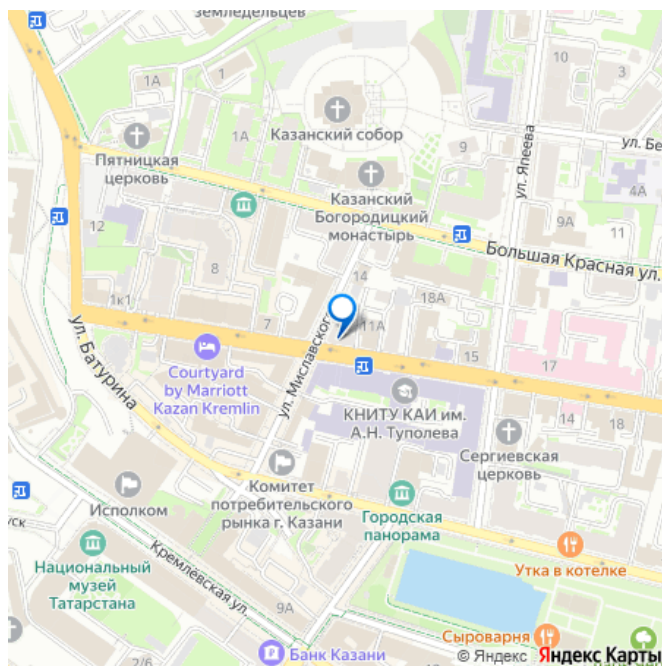 земледельцев
1А
1
1А
10
3
Казанский собор
Пятницкая
церковь
9
ул. Бе
ул. Япеева
4А
Казанский
Богородицкий
монастырь
9А
11
12
Большая Красная ул.
8
14
18А
1к1
7
11А
15
17
ул. Батурина
Courtyard
by Marriott
Kazan Kremlin
ул. Миславского
КНИТУ КАИ им.
А.Н. Туполева
14
18
Сергиевская
церковь
Исполком
Комитет
потребительского
рынка г. Казани
Городская
панорама
уск
Национальный
музей
Татарстана
Кремлёвская ул.
Утка в котелке
9А
Сыроварня
Банк Казани
2/6
© Яндекс Яндекс Карты